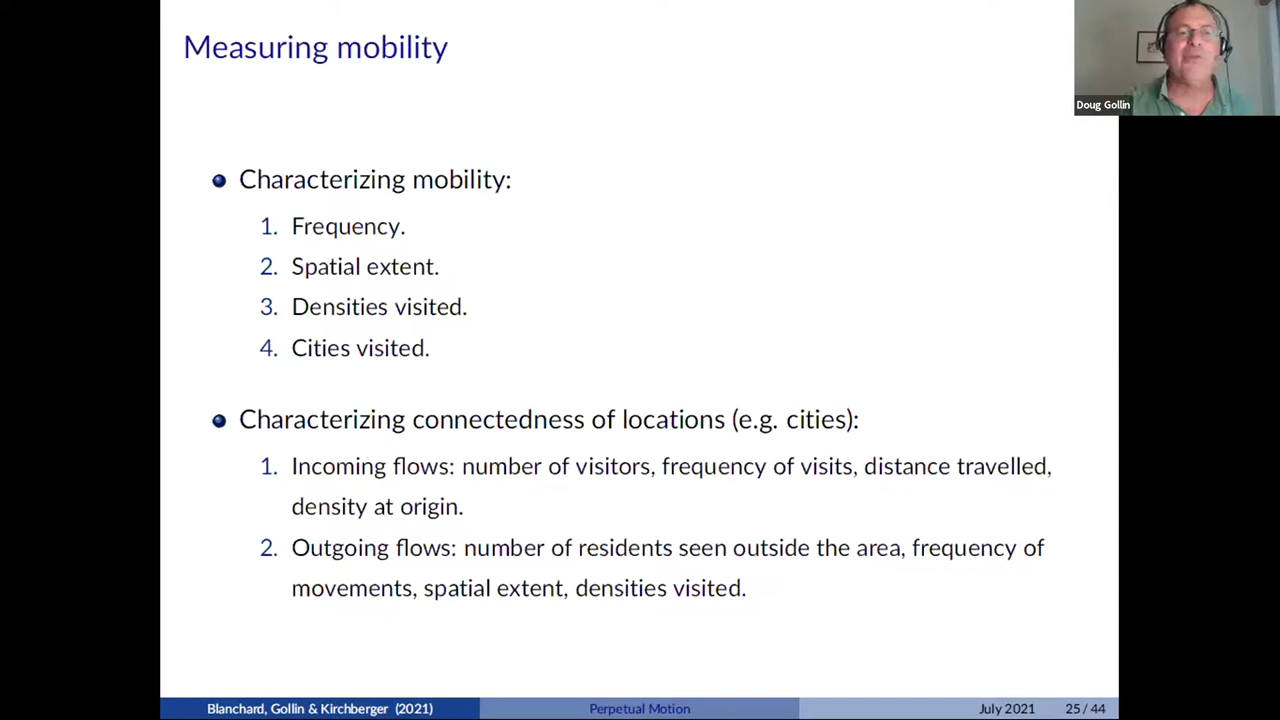 Measuring mobility
Doug Gollin
Characterizing mobility:
1. Frequency.
2. Spatial extent.
3. Densities visited.
4. Cities visited.
Characterizing connectedness of locations (e.g. cities):
1. Incoming flows: number of visitors, frequency of visits, distance travelled,
density at origin.
2. Outgoing flows: number of residents seen outside the area, frequency of
movements, spatial extent, densities visited.
Blanchard, Gollin & Kirchberger (2021)
Perpetual Motion
July 2021
25 / 44